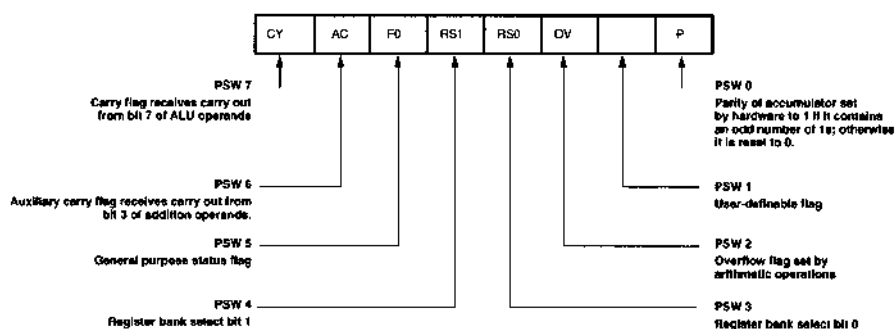 CY AC F0 RS1 RS0 OV P
PSW 7
Carry flag receives carry out
from bit 7 of ALU operands
PSW 0
Parity of accumulator set
by hardware to 1 if it contains
an odd number of 1s; otherwise
it is reset to 0.
PSW 6
Auxiliary carry flag receives carry out from
bit 3 of addition operands.
PSW 1
User-definable flag
PSW 5
General purpose status flag
PSW 2
Overflow flag set by
arithmetic operations
PSW 4
Register bank select bit 1
PSW 3
Register bank select bit 0